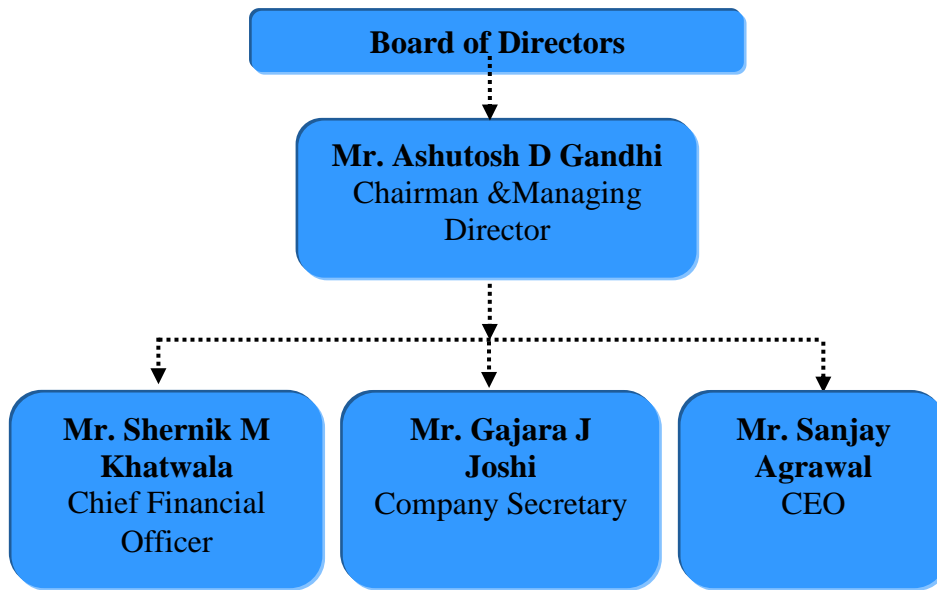 Board of Directors
Mr. Ashutosh D Gandhi
Chairman &Managing
Director
Mr. Shernik M
Khatwala
Chief Financial
Officer
Mr. Gajara J
Joshi
Company Secretary
Mr. Sanjay
Agrawal
CEO